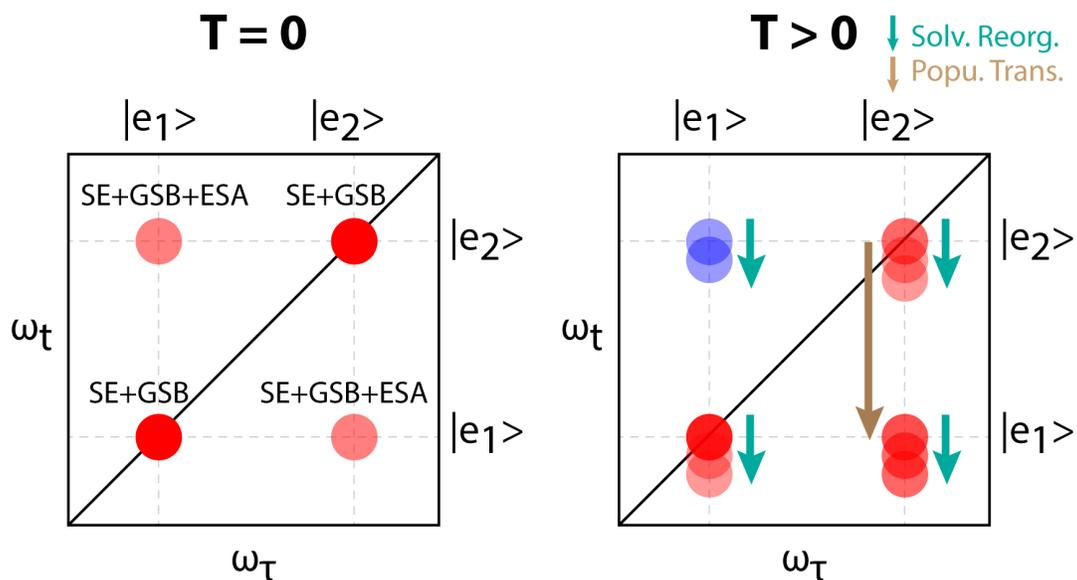 T = 0
|e1> |e2>
SE+GSB+ESA SE+GSB
|e2>
ωt
SE+GSB SE+GSB+ESA
|e1>
ωτ
T > 0
Solv. Reorg.
Popu. Trans.
|e1> |e2>
|e2>
ωt
|e1>
ωτ